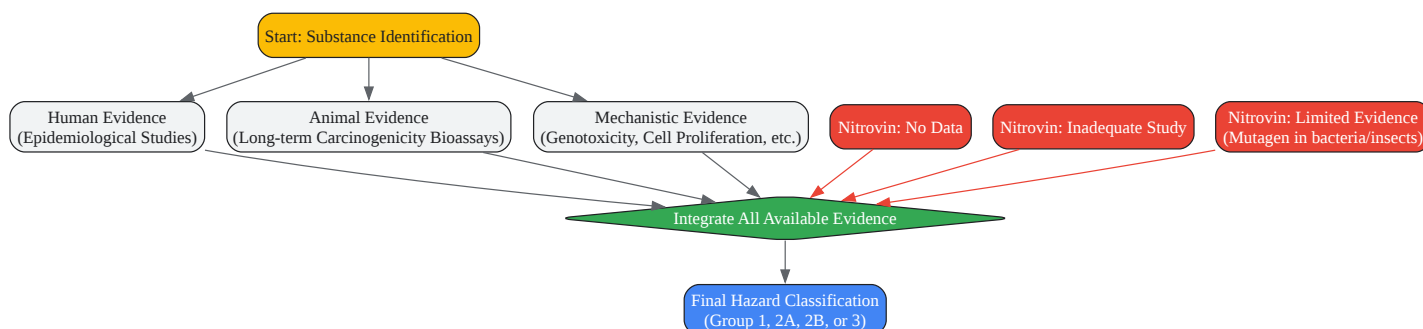 Start: Substance Identification
Human Evidence
(Epidemiological Studies)
Animal Evidence
(Long-term Carcinogenicity Bioassays)
Mechanistic Evidence
(Genotoxicity, Cell Proliferation, etc.)
Nitrovin: No Data
Nitrovin: Inadequate Study
Nitrovin: Limited Evidence
(Mutagen in bacteria/insects)
Integrate All Available Evidence
Final Hazard Classification
(Group 1, 2A, 2B, or 3)